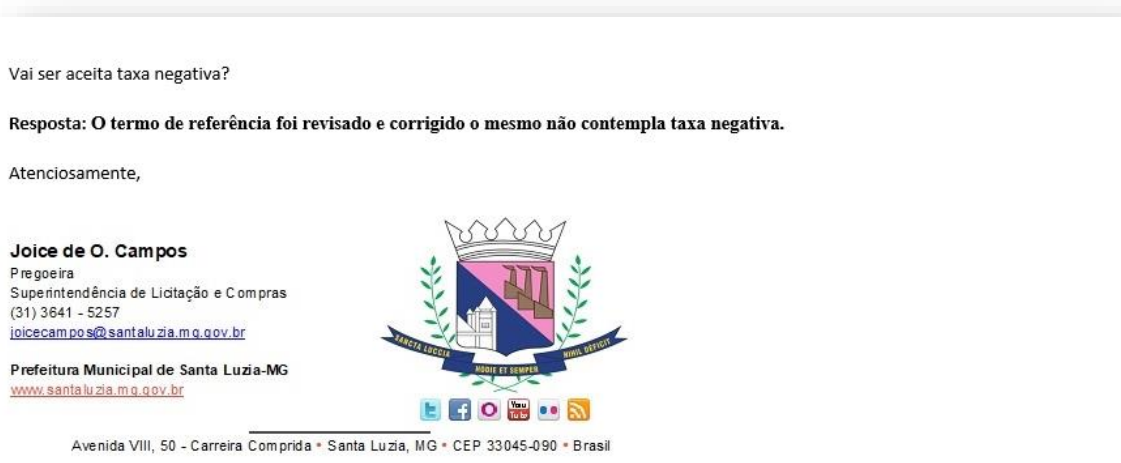 Vai ser aceita taxa negativa?
Resposta: O termo de referência foi revisado e corrigido o mesmo não contempla taxa negativa.
Atenciosamente,
Joice de O. Campos
Pregoeira
Superintendência de Licitação e Compras
(31) 3641 - 5257
joicecampos@santaluzia.mg.gov.br
Prefeitura Municipal de Santa Luzia-MG
www.santaluzia.mg.gov.br
SANCTA LUCCIA
HODIE ET SEMPER
NIHIL DEFICIT
You Tube
Avenida VIII, 50 - Carreira Comprida • Santa Luzia, MG • CEP 33045-090 • Brasil